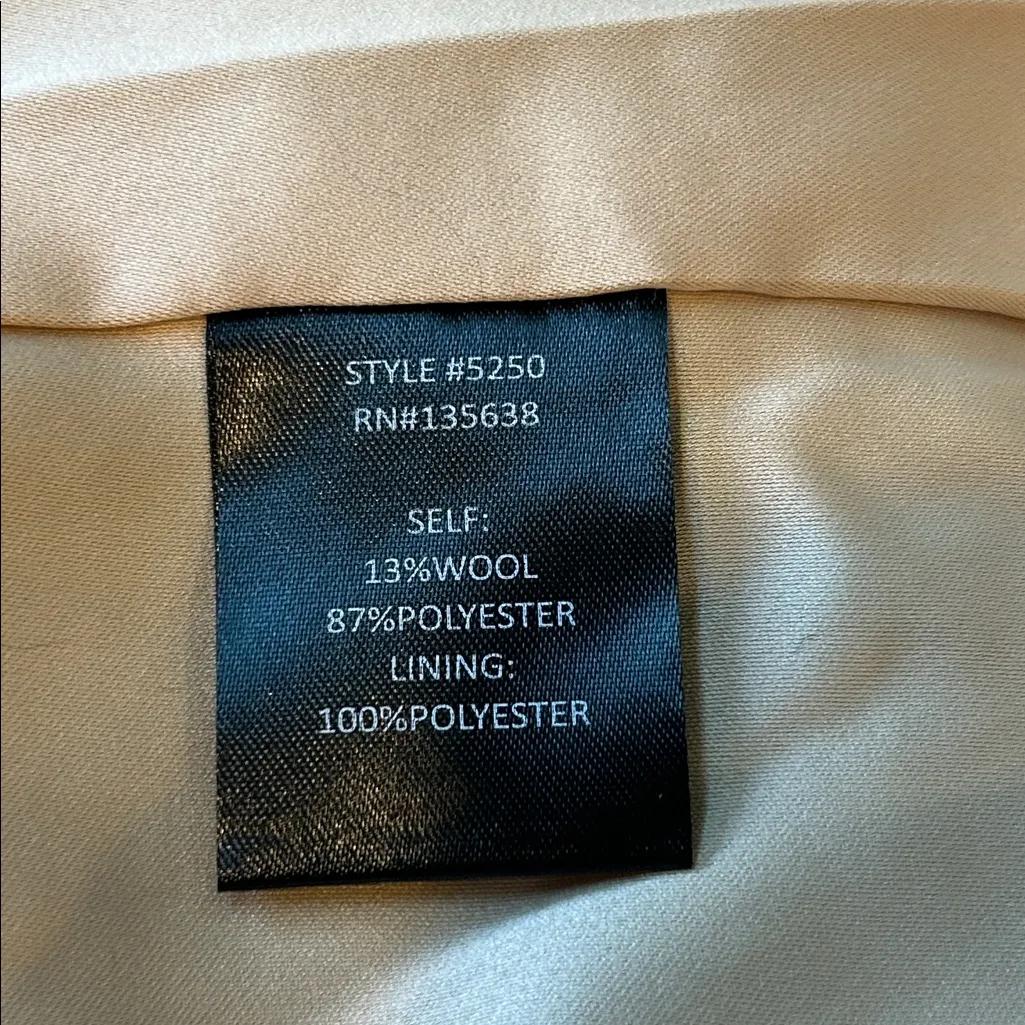 STYLE #5250
RN#135638
SELF:
13%WOOL
87%POLYESTER
LINING:
100%POLYESTER